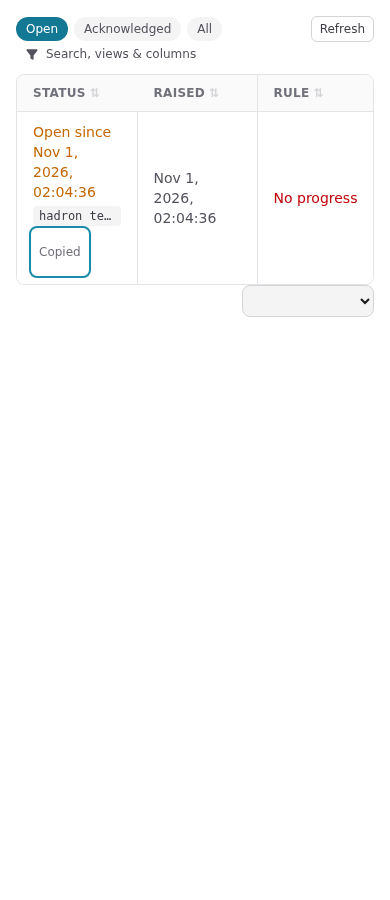 Open Acknowledged All Refresh
Search, views & columns
STATUS RAISED RULE
Open since
Nov 1,
2026,
02:04:36
hadron te…
Copied
Nov 1,
2026,
02:04:36
No progress